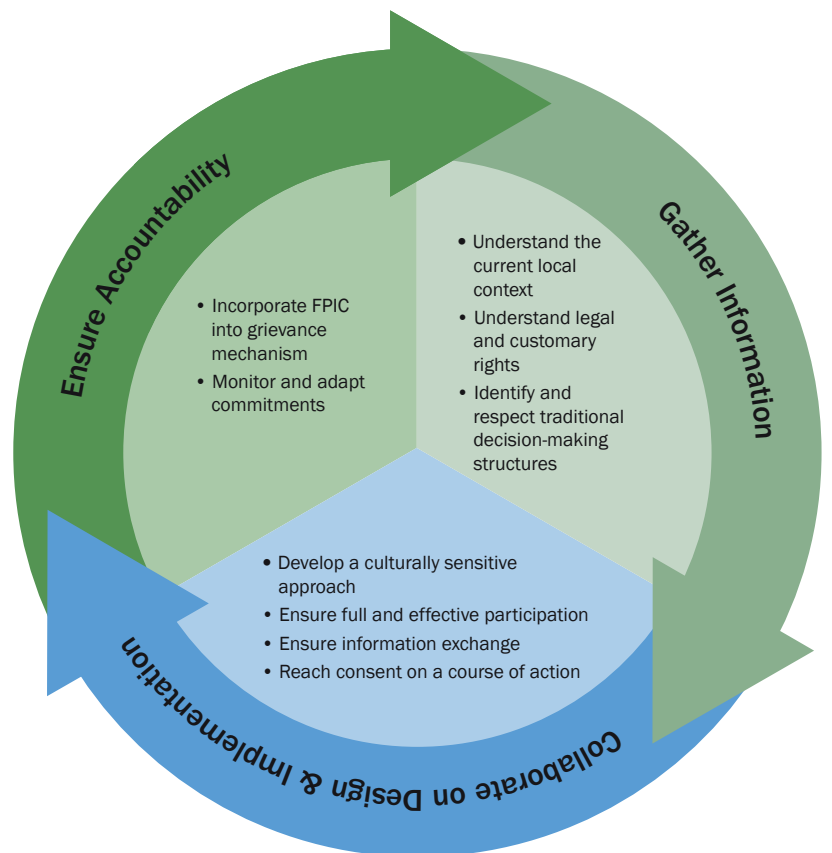 Ensure Accountability
• Incorporate FPIC
into grievance
mechanism
• Monitor and adapt
commitments
Gather Information
• Understand the
current local
context
• Understand legal
and customary
rights
• Identify and
respect traditional
decision-making
structures
• Develop a culturally sensitive
approach
• Ensure full and effective participation
• Ensure information exchange
• Reach consent on a course of action
Collaborate on Design & Implementation